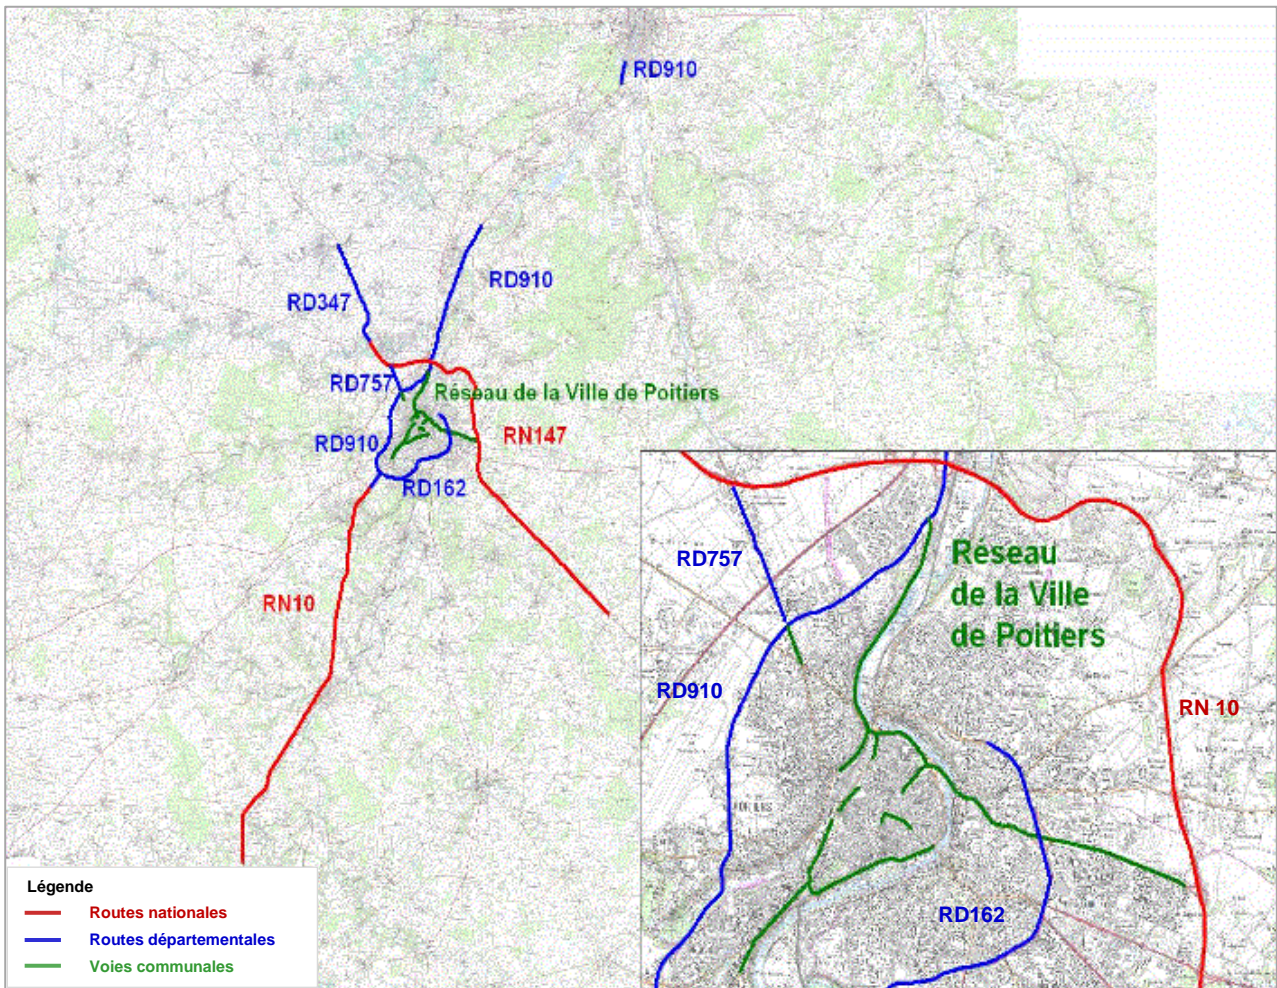 RD910
RD910
RD347
RD757
Réseau de la Ville de Poitiers
RD910
RN147
RD162
RN10
RD757
Réseau
de la Ville
de Poitiers
RD910
RN 10
RD162
Légende
Routes nationales
Routes départementales
Voies communales